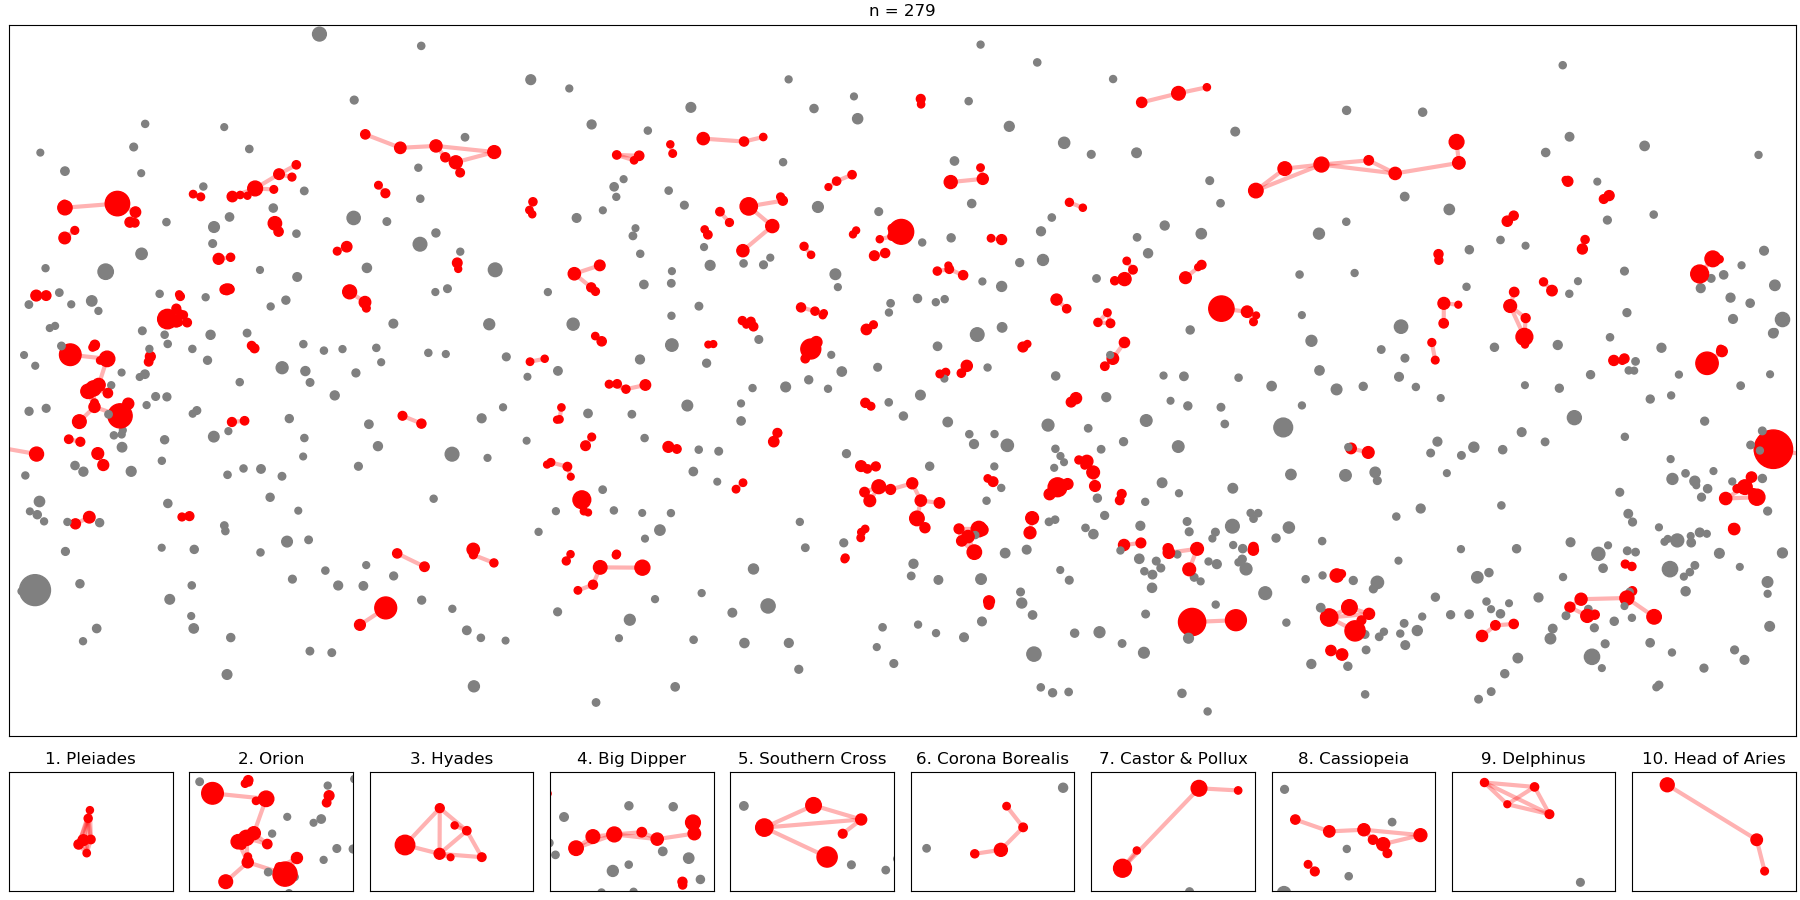 n = 279
1. Pleiades
2. Orion
3. Hyades
4. Big Dipper
5. Southern Cross
6. Corona Borealis
7. Castor & Pollux
8. Cassiopeia
9. Delphinus
10. Head of Aries